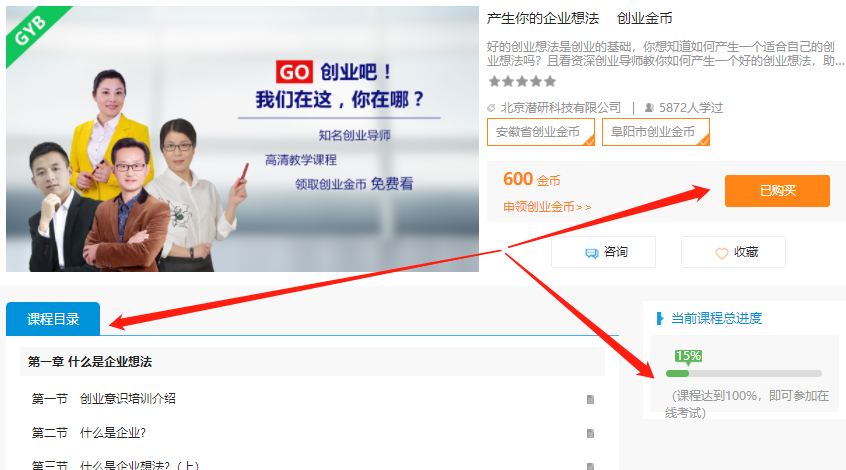 GYB
GO 创业吧！
我们在这，你在哪？
知名创业导师
高清教学课程
领取创业金币 免费看
产生你的企业想法 创业金币
好的创业想法是创业的基础，你想知道如何产生一个适合自己的创
业想法吗？且看资深创业导师教你如何产生一个好的创业想法，助...
北京潜研科技有限公司 | 5872人学过
安徽省创业金币 阜阳市创业金币
600 金币
申领创业金币>>
已购买
咨询 收藏
课程目录
第一章 什么是企业想法
第一节 创业意识培训介绍
第二节 什么是企业?
第三节 什么是企业想法?（上）
当前课程总进度
15%
（课程达到100%，即可参加在
线考试）